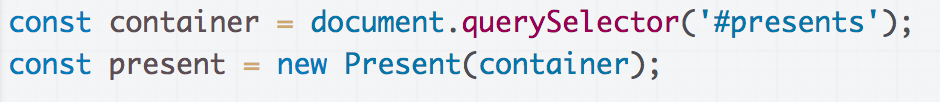 const container = document.querySelector('#presents');
const present = new Present(container);